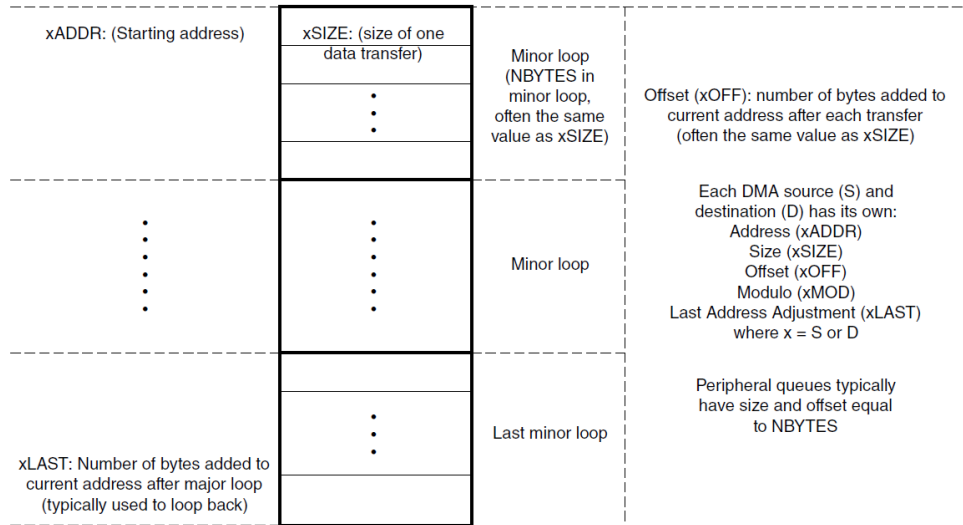 xADDR: (Starting address)
xSIZE: (size of one
data transfer)
Minor loop
(NBYTES in
minor loop,
often the same
value as xSIZE)
Offset (xOFF): number of bytes added to
current address after each transfer
(often the same value as xSIZE)
Each DMA source (S) and
destination (D) has its own:
Address (xADDR)
Size (xSIZE)
Offset (xOFF)
Modulo (xMOD)
Last Address Adjustment (xLAST)
where x = S or D
Minor loop
Peripheral queues typically
have size and offset equal
to NBYTES
Last minor loop
xLAST: Number of bytes added to
current address after major loop
(typically used to loop back)